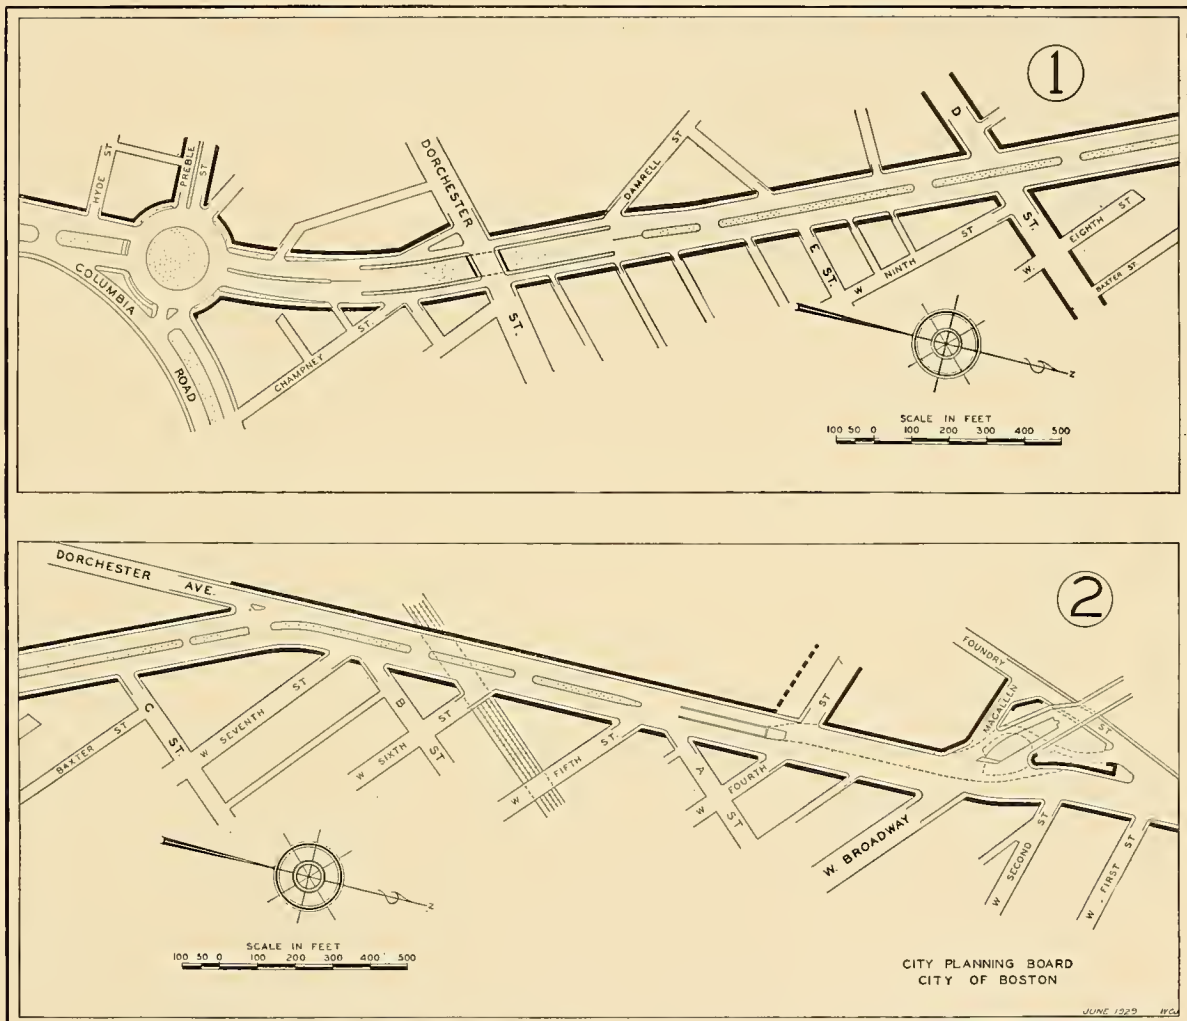 1
HYDE ST
PREBLE ST
DORCHESTER ST.
DAMRELL ST
D ST.
COLUMBIA ROAD
CHAMPNEY ST.
E ST.
W NINTH ST
W. EIGHTH ST
BAXTER ST.
Z
SCALE IN FEET
100 50 0 100 200 300 400 500
2
DORCHESTER AVE.
FOUNDRY ST
MACALLEN
ST
BAXTER ST
C ST.
W SEVENTH ST
B ST
W SIXTH ST
W FIFTH ST.
A ST
W FOURTH
W. BROADWAY
W SECOND ST
W. FIRST ST
Z
SCALE IN FEET
100 50 0 100 200 300 400 500
CITY PLANNING BOARD
CITY OF BOSTON
JUNE 1929 WCJ